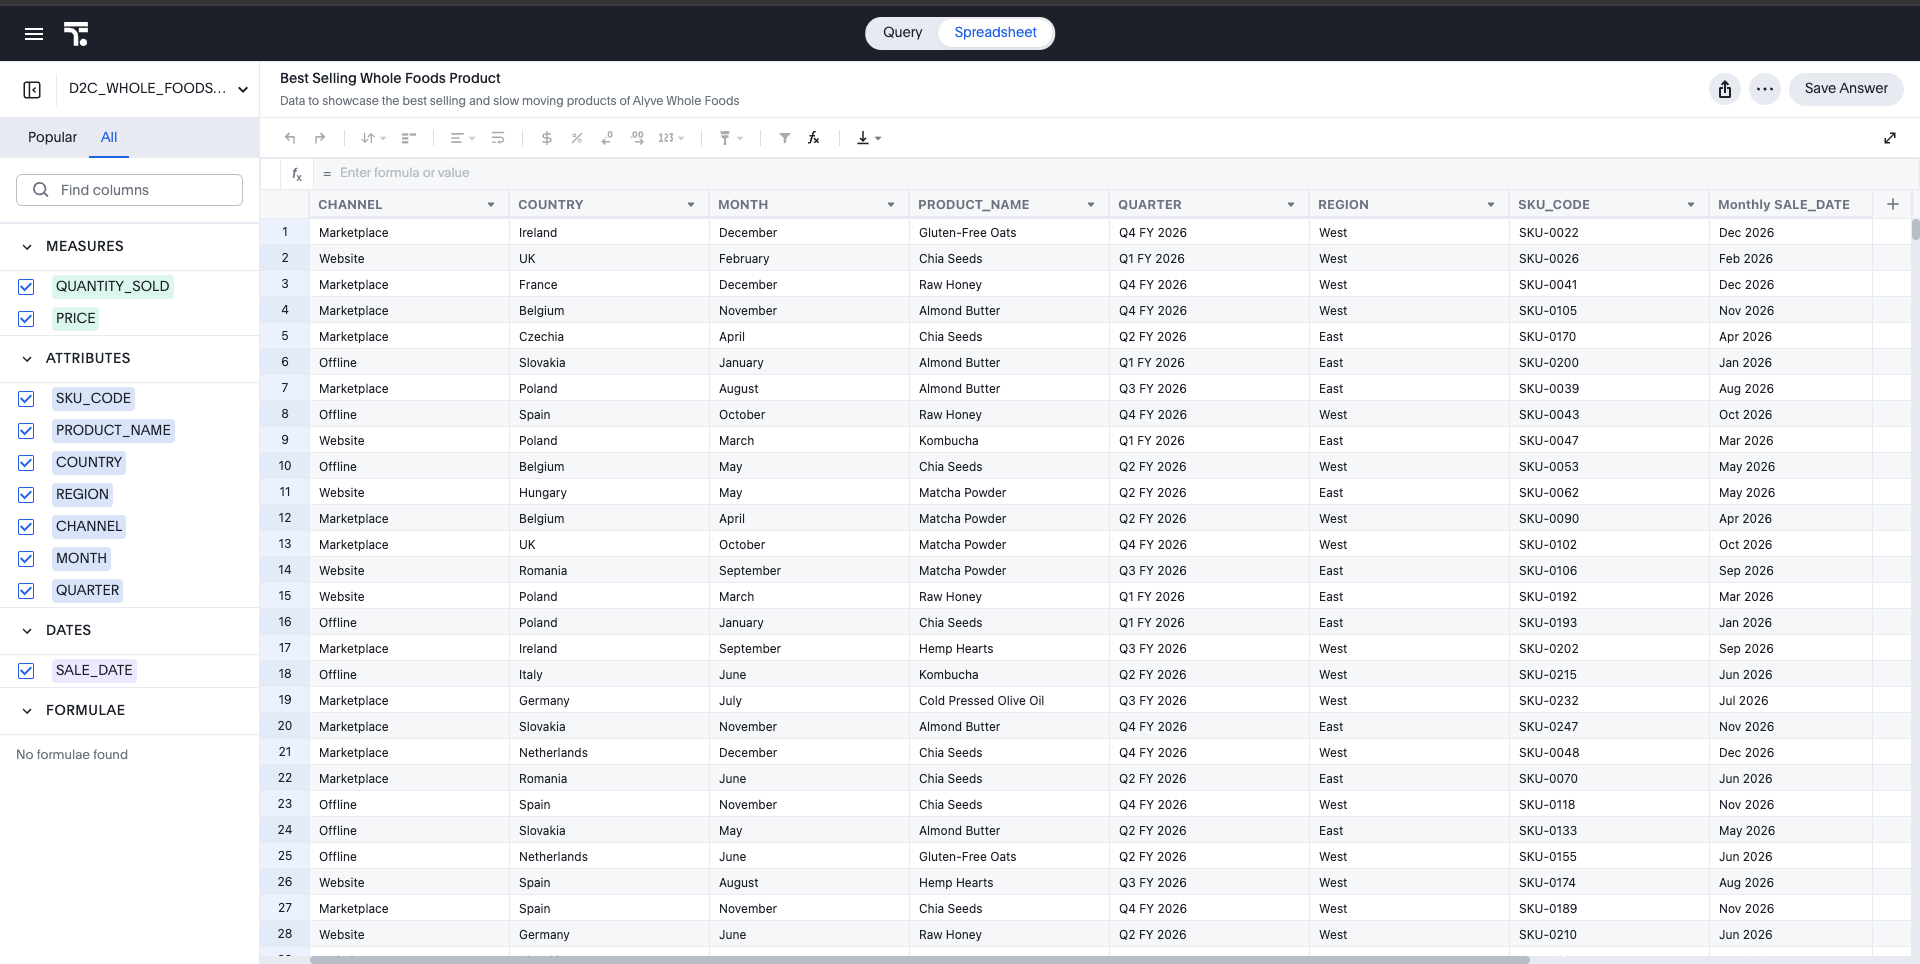 Query Spreadsheet
D2C_WHOLE_FOODS...
Best Selling Whole Foods Product
Data to showcase the best selling and slow moving products of Alyve Whole Foods
Save Answer
Popular All
$ % .0 .00 123
Find columns
fx = Enter formula or value
MEASURES
QUANTITY_SOLD
PRICE
ATTRIBUTES
SKU_CODE
PRODUCT_NAME
COUNTRY
REGION
CHANNEL
MONTH
QUARTER
DATES
SALE_DATE
FORMULAE
No formulae found
CHANNEL COUNTRY MONTH PRODUCT_NAME QUARTER REGION SKU_CODE Monthly SALE_DATE
1 Marketplace Ireland December Gluten-Free Oats Q4 FY 2026 West SKU-0022 Dec 2026
2 Website UK February Chia Seeds Q1 FY 2026 West SKU-0026 Feb 2026
3 Marketplace France December Raw Honey Q4 FY 2026 West SKU-0041 Dec 2026
4 Marketplace Belgium November Almond Butter Q4 FY 2026 West SKU-0105 Nov 2026
5 Marketplace Czechia April Chia Seeds Q2 FY 2026 East SKU-0170 Apr 2026
6 Offline Slovakia January Almond Butter Q1 FY 2026 East SKU-0200 Jan 2026
7 Marketplace Poland August Almond Butter Q3 FY 2026 East SKU-0039 Aug 2026
8 Offline Spain October Raw Honey Q4 FY 2026 West SKU-0043 Oct 2026
9 Website Poland March Kombucha Q1 FY 2026 East SKU-0047 Mar 2026
10 Offline Belgium May Chia Seeds Q2 FY 2026 West SKU-0053 May 2026
11 Website Hungary May Matcha Powder Q2 FY 2026 East SKU-0062 May 2026
12 Marketplace Belgium April Matcha Powder Q2 FY 2026 West SKU-0090 Apr 2026
13 Marketplace UK October Matcha Powder Q4 FY 2026 West SKU-0102 Oct 2026
14 Website Romania September Matcha Powder Q3 FY 2026 East SKU-0106 Sep 2026
15 Website Poland March Raw Honey Q1 FY 2026 East SKU-0192 Mar 2026
16 Offline Poland January Chia Seeds Q1 FY 2026 East SKU-0193 Jan 2026
17 Marketplace Ireland September Hemp Hearts Q3 FY 2026 West SKU-0202 Sep 2026
18 Offline Italy June Kombucha Q2 FY 2026 West SKU-0215 Jun 2026
19 Marketplace Germany July Cold Pressed Olive Oil Q3 FY 2026 West SKU-0232 Jul 2026
20 Marketplace Slovakia November Almond Butter Q4 FY 2026 East SKU-0247 Nov 2026
21 Marketplace Netherlands December Chia Seeds Q4 FY 2026 West SKU-0048 Dec 2026
22 Marketplace Romania June Chia Seeds Q2 FY 2026 East SKU-0070 Jun 2026
23 Offline Spain November Chia Seeds Q4 FY 2026 West SKU-0118 Nov 2026
24 Offline Slovakia May Almond Butter Q2 FY 2026 East SKU-0133 May 2026
25 Offline Netherlands June Gluten-Free Oats Q2 FY 2026 West SKU-0155 Jun 2026
26 Website Spain August Hemp Hearts Q3 FY 2026 West SKU-0174 Aug 2026
27 Marketplace Spain November Chia Seeds Q4 FY 2026 West SKU-0189 Nov 2026
28 Website Germany June Raw Honey Q2 FY 2026 West SKU-0210 Jun 2026